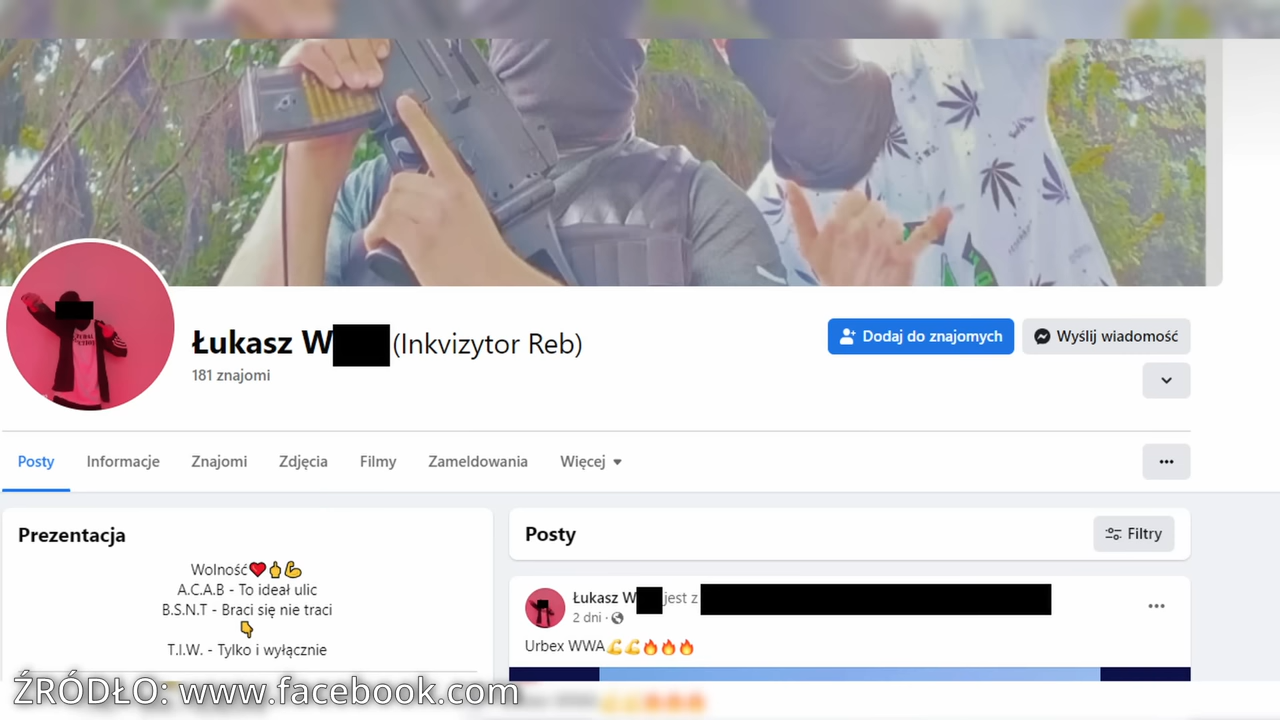 Łukasz W (Inkvizytor Reb)
181 znajomi
Dodaj do znajomych
Wyślij wiadomość
Posty Informacje Znajomi Zdjęcia Filmy Zameldowania Więcej
Prezentacja
Wolność❤️🖕💪
A.C.A.B - To ideał ulic
B.S.N.T - Braci się nie traci
👇
T.I.W. - Tylko i wyłącznie
Posty
Filtry
Łukasz W jest z
2 dni ·
Urbex WWA💪💪🔥🔥🔥
ŹRÓDŁO: www.facebook.com